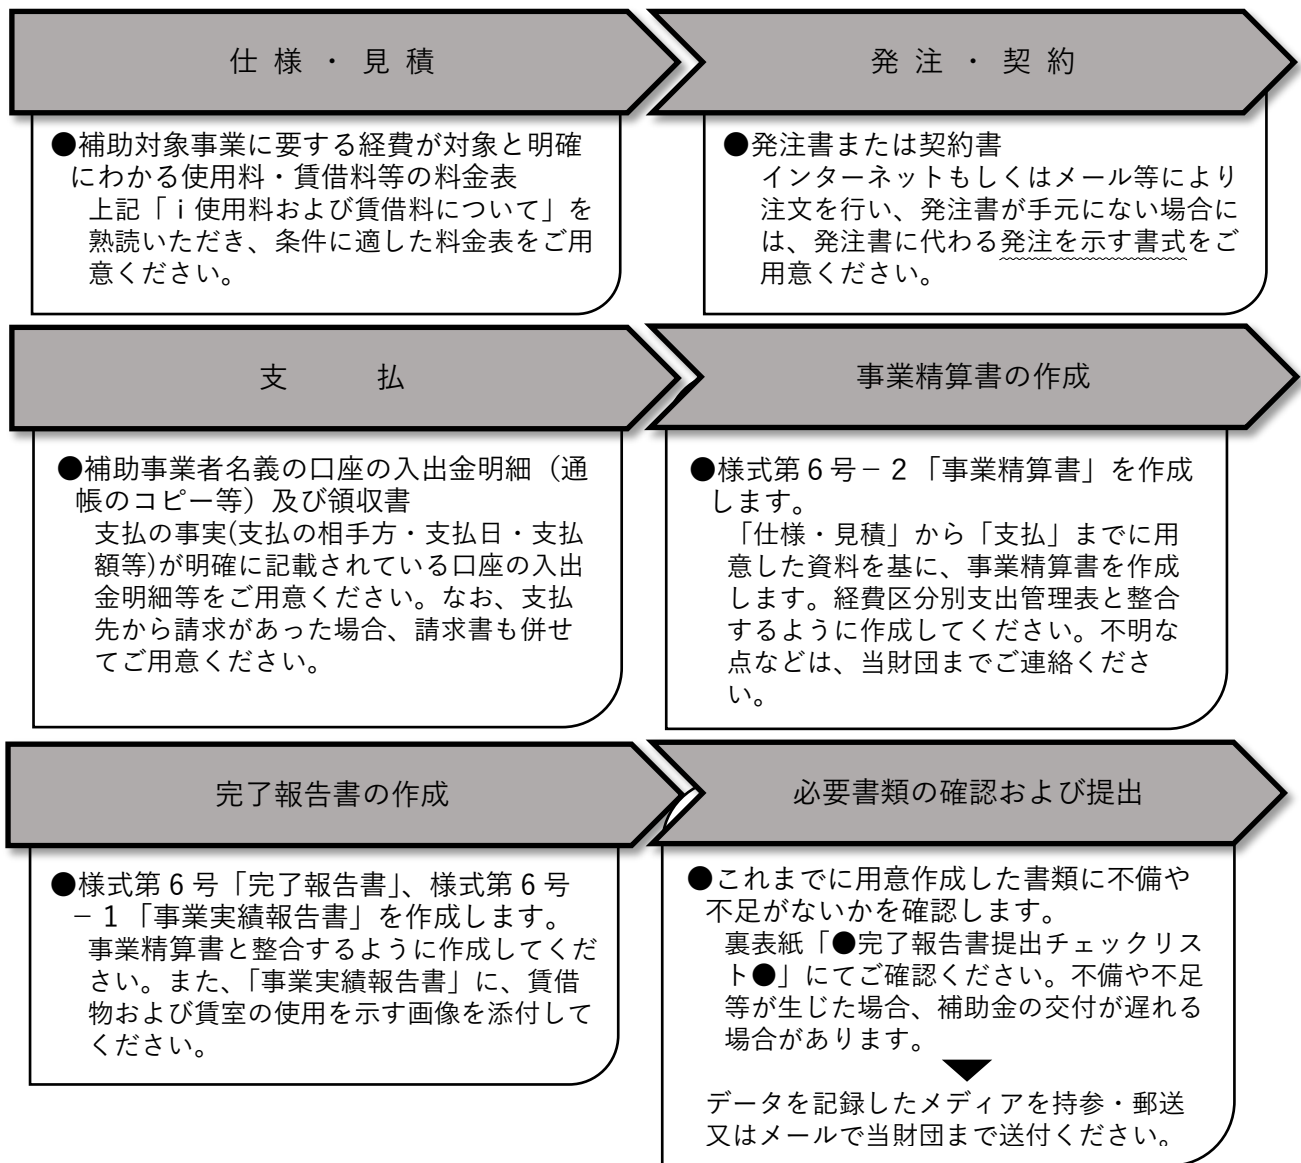 仕様・見積
●補助対象事業に要する経費が対象と明確
にわかる使用料・賃借料等の料金表
上記「ⅰ使用料および賃借料について」を
熟読いただき、条件に適した料金表をご用
意ください。
発注・契約
●発注書または契約書
インターネットもしくはメール等により
注文を行い、発注書が手元にない場合に
は、発注書に代わる発注を示す書式をご
用意ください。
支　　払
●補助事業者名義の口座の入出金明細（通
帳のコピー等）及び領収書
支払の事実(支払の相手方・支払日・支払
額等)が明確に記載されている口座の入出
金明細等をご用意ください。なお、支払
先から請求があった場合、請求書も併せ
てご用意ください。
事業精算書の作成
●様式第６号－２「事業精算書」を作成
します。
「仕様・見積」から「支払」までに用
意した資料を基に、事業精算書を作成
します。経費区分別支出管理表と整合
するように作成してください。不明な
点などは、当財団までご連絡くださ
い。
完了報告書の作成
●様式第６号「完了報告書」、様式第６号
－１「事業実績報告書」を作成します。
事業精算書と整合するように作成してくだ
さい。また、「事業実績報告書」に、賃借
物および賃室の使用を示す画像を添付して
ください。
必要書類の確認および提出
●これまでに用意作成した書類に不備や
不足がないかを確認します。
裏表紙「●完了報告書提出チェックリス
ト●」にてご確認ください。不備や不足
等が生じた場合、補助金の交付が遅れる
場合があります。
データを記録したメディアを持参・郵送
又はメールで当財団まで送付ください。